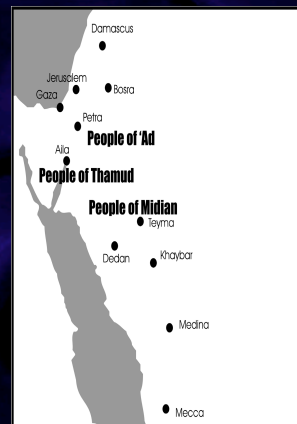 Damascus
Jerusalem
Bosra
Gaza
Petra
People of ‘Ad
Aila
People of Thamud
People of Midian
Teyma
Dedan
Khaybar
Medina
Mecca